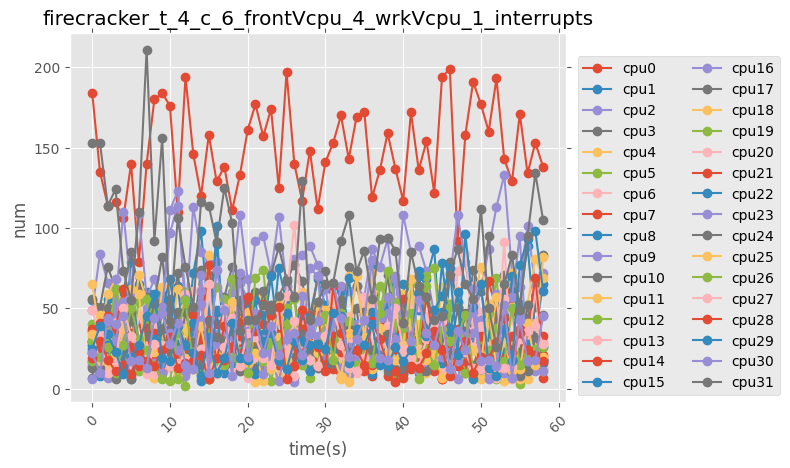 firecracker_t_4_c_6_frontVcpu_4_wrkVcpu_1_interrupts
200
150
100
50
0
num
0 10 20 30 40 50 60
time(s)
cpu0 cpu16
cpu1 cpu17
cpu2 cpu18
cpu3 cpu19
cpu4 cpu20
cpu5 cpu21
cpu6 cpu22
cpu7 cpu23
cpu8 cpu24
cpu9 cpu25
cpu10 cpu26
cpu11 cpu27
cpu12 cpu28
cpu13 cpu29
cpu14 cpu30
cpu15 cpu31